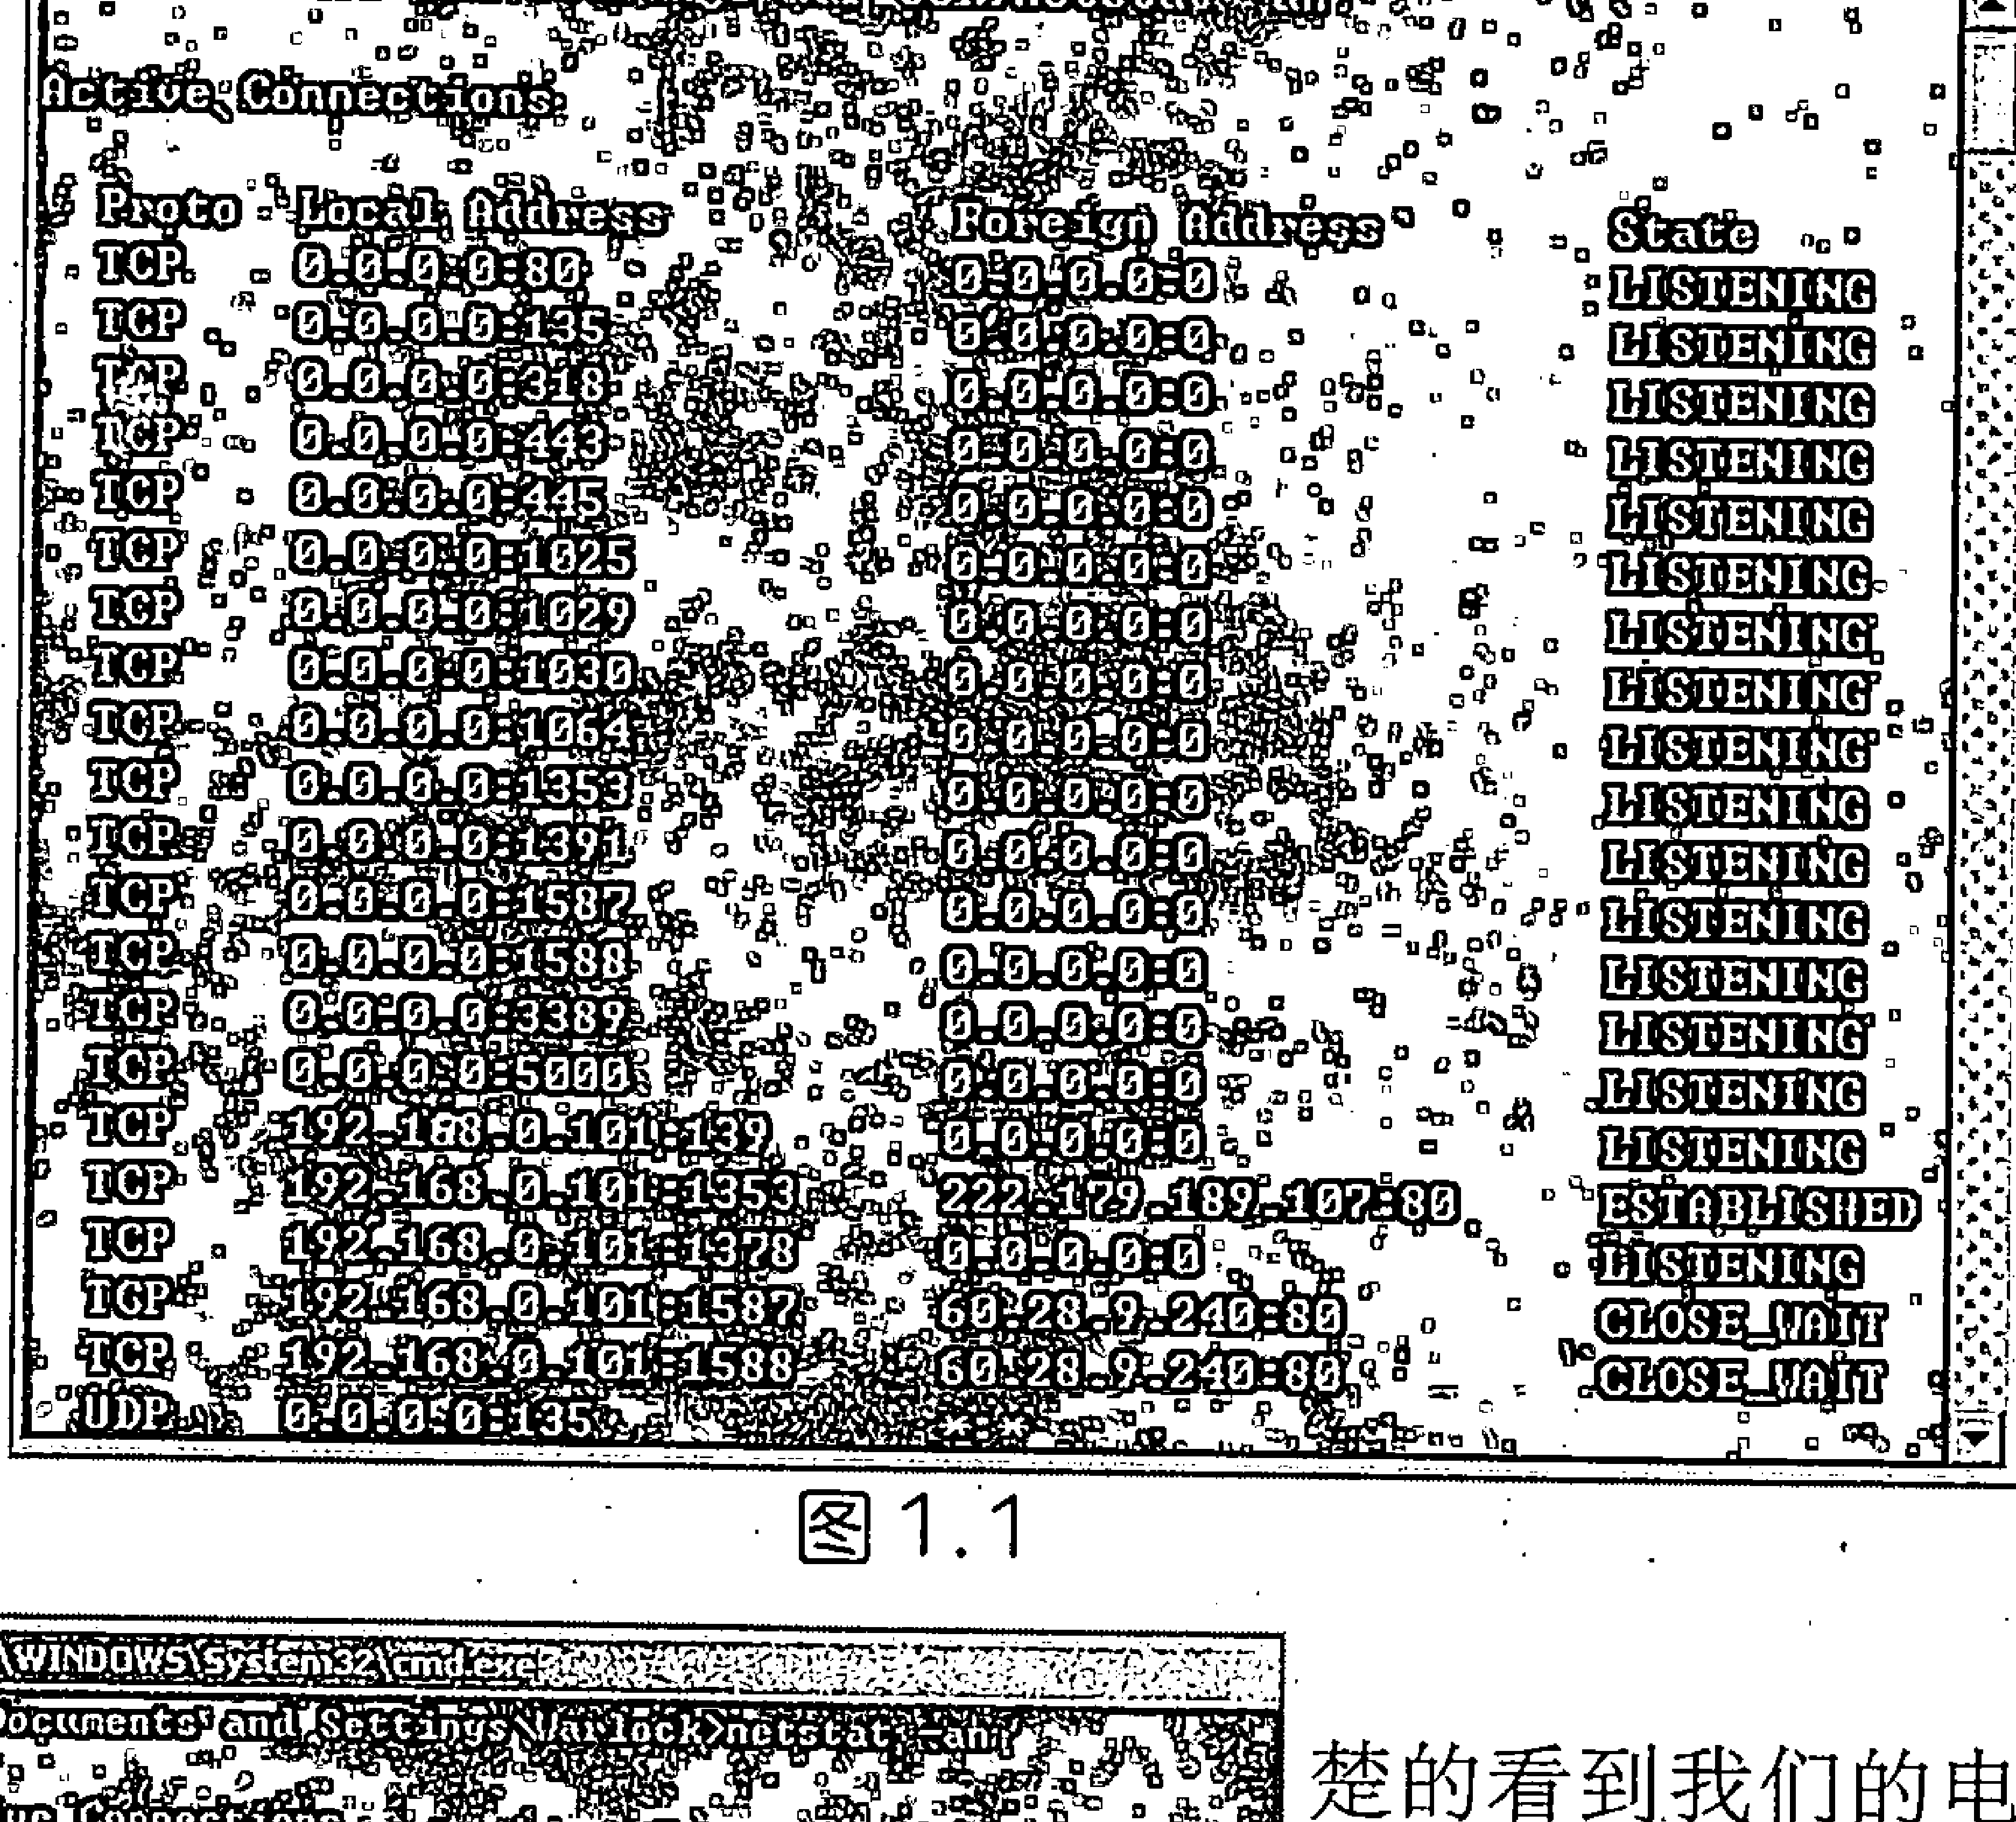 Active Connections
Proto Local Address Foreign Address State
TCP 0.0.0.0:80 0.0.0.0:0 LISTENING
TCP 0.0.0.0:135 0.0.0.0:0 LISTENING
TCP 0.0.0.0:318 0.0.0.0:0 LISTENING
TCP 0.0.0.0:443 0.0.0.0:0 LISTENING
TCP 0.0.0.0:445 0.0.0.0:0 LISTENING
TCP 0.0.0.0:1025 0.0.0.0:0 LISTENING
TCP 0.0.0.0:1029 0.0.0.0:0 LISTENING
TCP 0.0.0.0:1030 0.0.0.0:0 LISTENING
TCP 0.0.0.0:1064 0.0.0.0:0 LISTENING
TCP 0.0.0.0:1353 0.0.0.0:0 LISTENING
TCP 0.0.0.0:1391 0.0.0.0:0 LISTENING
TCP 0.0.0.0:1587 0.0.0.0:0 LISTENING
TCP 0.0.0.0:1588 0.0.0.0:0 LISTENING
TCP 0.0.0.0:3389 0.0.0.0:0 LISTENING
TCP 0.0.0.0:5000 0.0.0.0:0 LISTENING
TCP 192.168.0.101:139 0.0.0.0:0 LISTENING
TCP 192.168.0.101:1353 222.179.189.107:80 ESTABLISHED
TCP 192.168.0.101:1378 0.0.0.0:0 LISTENING
TCP 192.168.0.101:1587 60.28.9.240:80 CLOSE_WAIT
TCP 192.168.0.101:1588 60.28.9.240:80 CLOSE_WAIT
UDP 0.0.0.0:135 *:*
图 1.1
\WINDOWS\System32\cmd.exe
Documents and Settings\Warlock>netstat -an
Connections
楚的看到我们的电